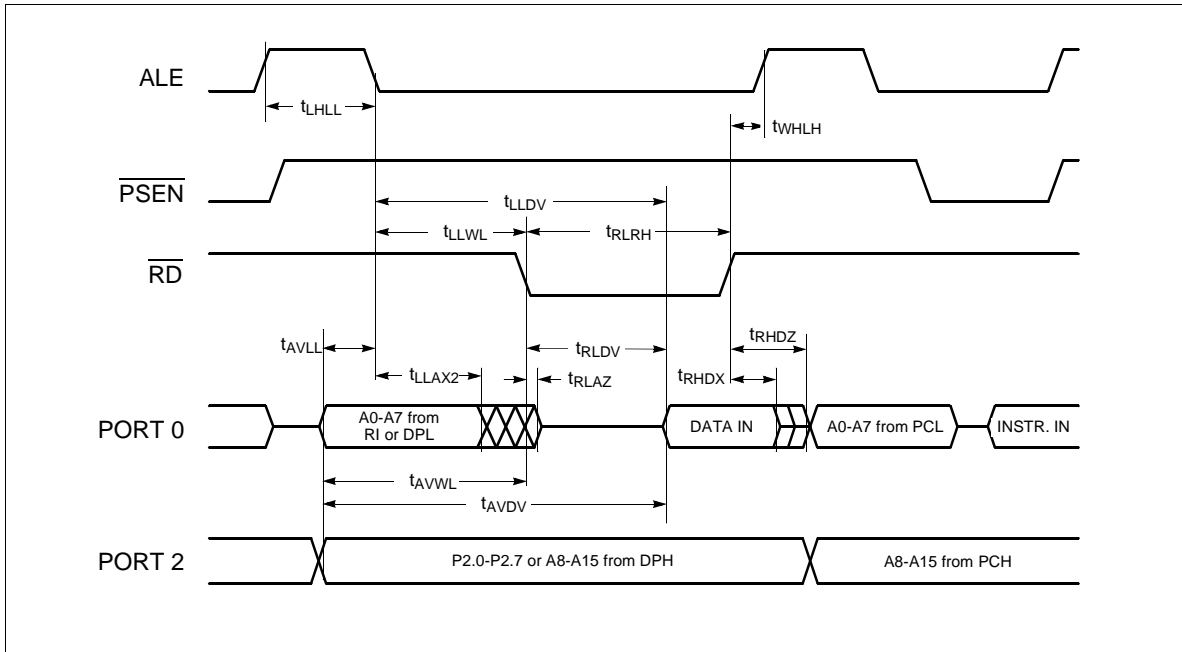 ALE
tLHLL
tWHLH
PSEN
tLLDV
tLLWL
tRLRH
RD
tAVLL
tRLDV
tRHDZ
tLLAX2
tRLAZ
tRHDX
PORT 0
A0-A7 from
RI or DPL
DATA IN
A0-A7 from PCL
INSTR. IN
tAVWL
tAVDV
PORT 2
P2.0-P2.7 or A8-A15 from DPH
A8-A15 from PCH